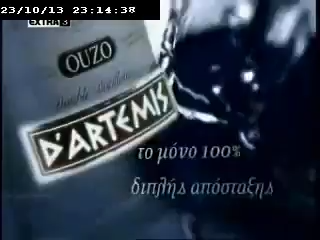 23/10/13 23:14:38
EXTRA 3
OUZO
D'ARTEMIS
το μόνο 100%
διπλής απόσταξης